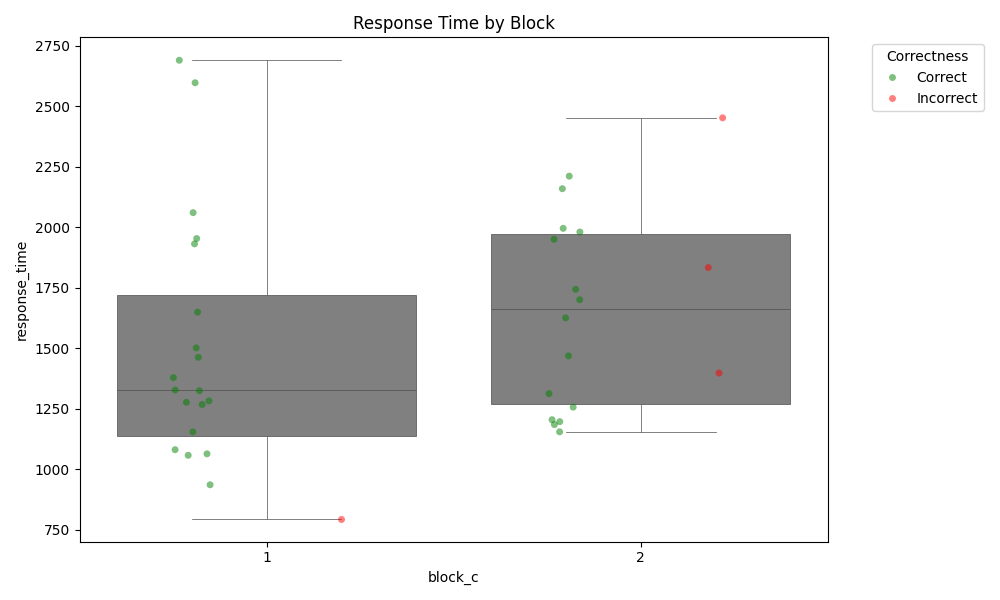 Response Time by Block
Correctness
Correct
Incorrect
response_time
2750
2500
2250
2000
1750
1500
1250
1000
750
1
2
block_c